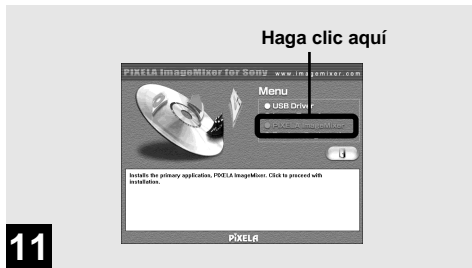 Haga clic aquí
PIXELA ImageMixer for Sony www.imagemixer.com
Menu
USB Driver
PIXELA ImageMixer
Installs the primary application, PIXELA ImageMixer. Click to proceed with
installation.
PIXELA
11